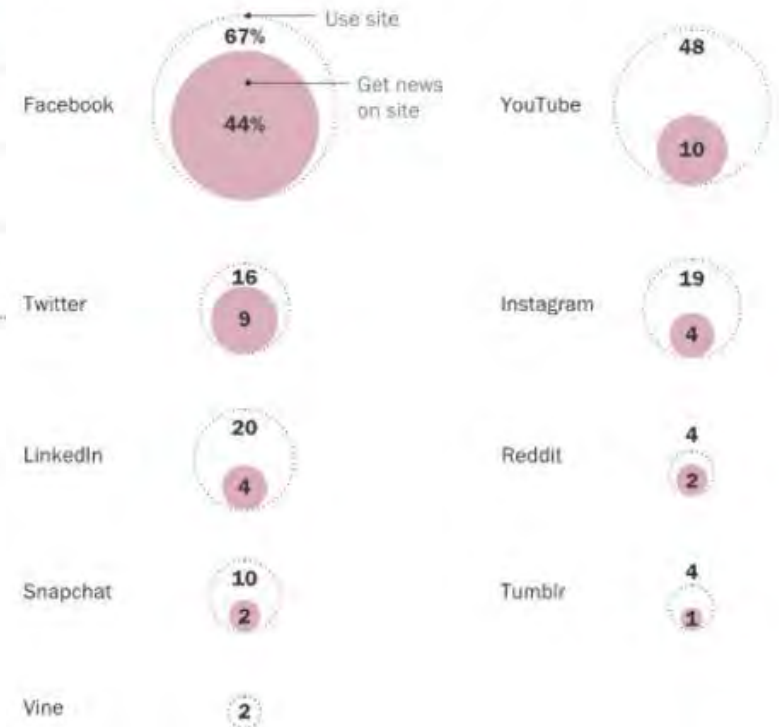 Use site
67%
Get news
on site
Facebook
44%
YouTube
48
10
Twitter
16
9
Instagram
19
4
LinkedIn
20
4
Reddit
4
2
Snapchat
10
2
Tumblr
4
1
Vine
2